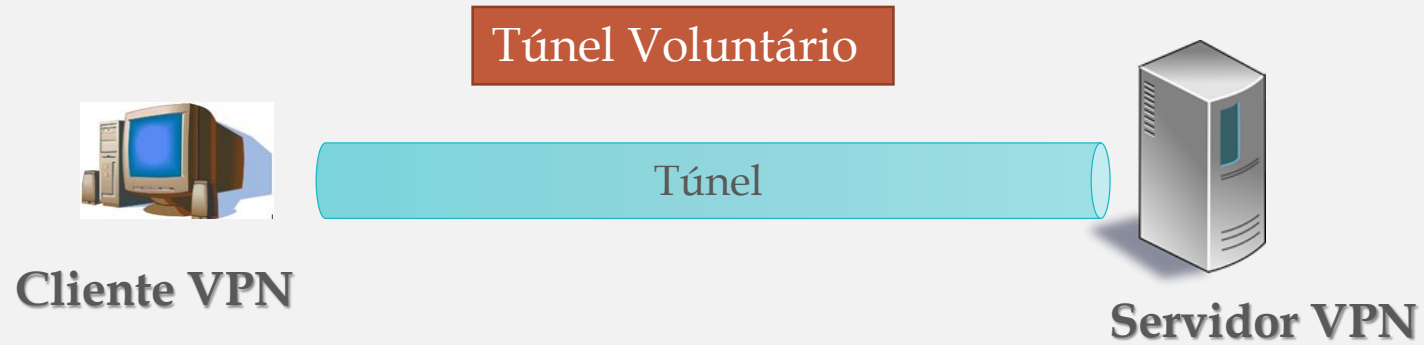 Túnel Voluntário
Túnel
Cliente VPN
Servidor VPN